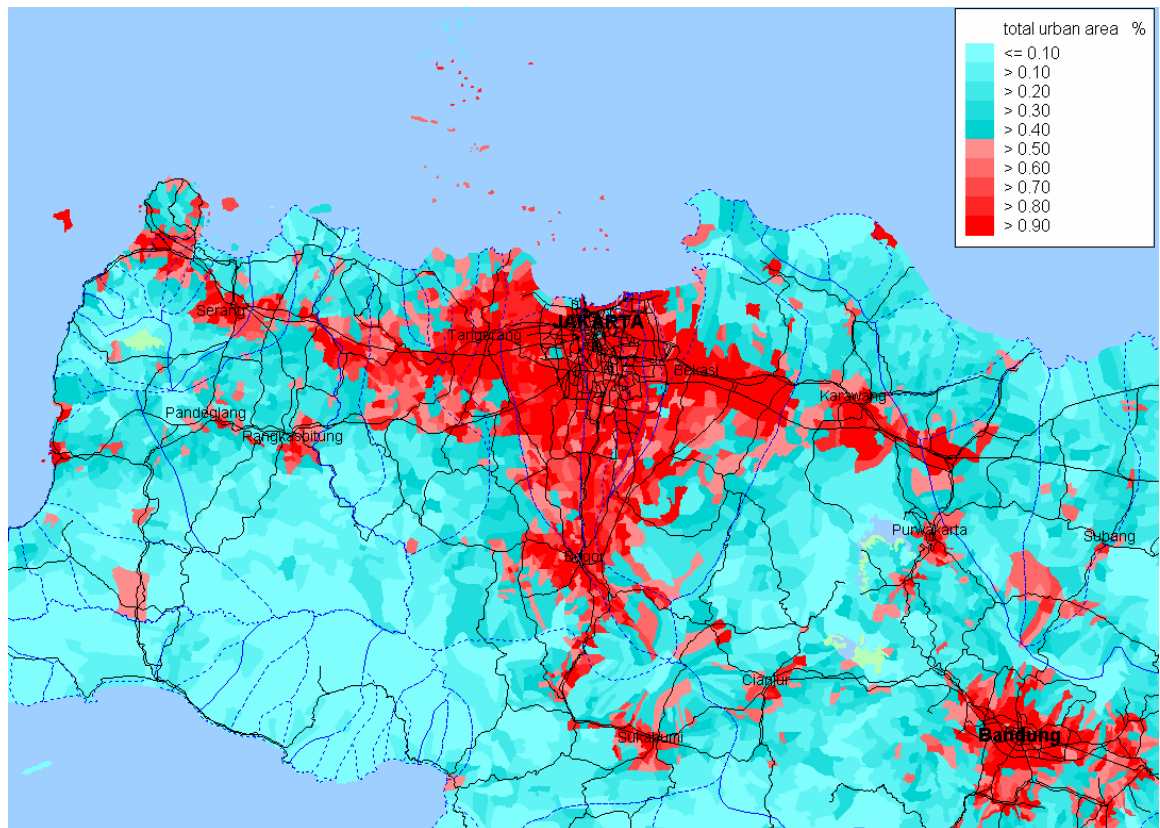 total urban area %
<= 0.10
> 0.10
> 0.20
> 0.30
> 0.40
> 0.50
> 0.60
> 0.70
> 0.80
> 0.90
Serang
JAKARTA
Tangerang
Bekasi
Karawang
Pandeglang
Rangkasbitung
Purwakarta
Subang
Bogor
Cianjur
Sukabumi
Bandung